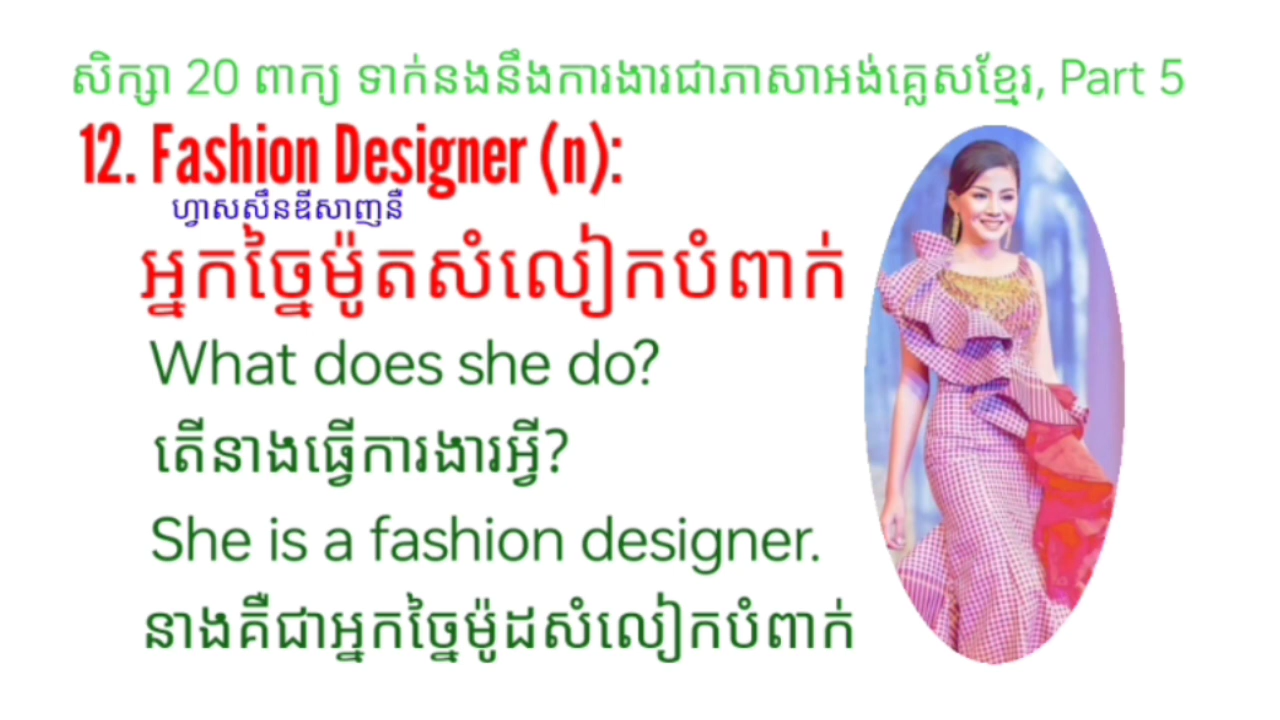 សិក្សា 20 ពាក្យ ទាក់នងនឹងការងារជាភាសាអង់គ្លេសខ្មែរ, Part 5
12. Fashion Designer (n):
ហ្វាសសឹនឌីសាញនឺ
អ្នកច្នៃម៉ូតសំលៀកបំពាក់
What does she do?
តើនាងធ្វើការងារអ្វី?
She is a fashion designer.
នាងគឺជាអ្នកច្នៃម៉ូដសំលៀកបំពាក់